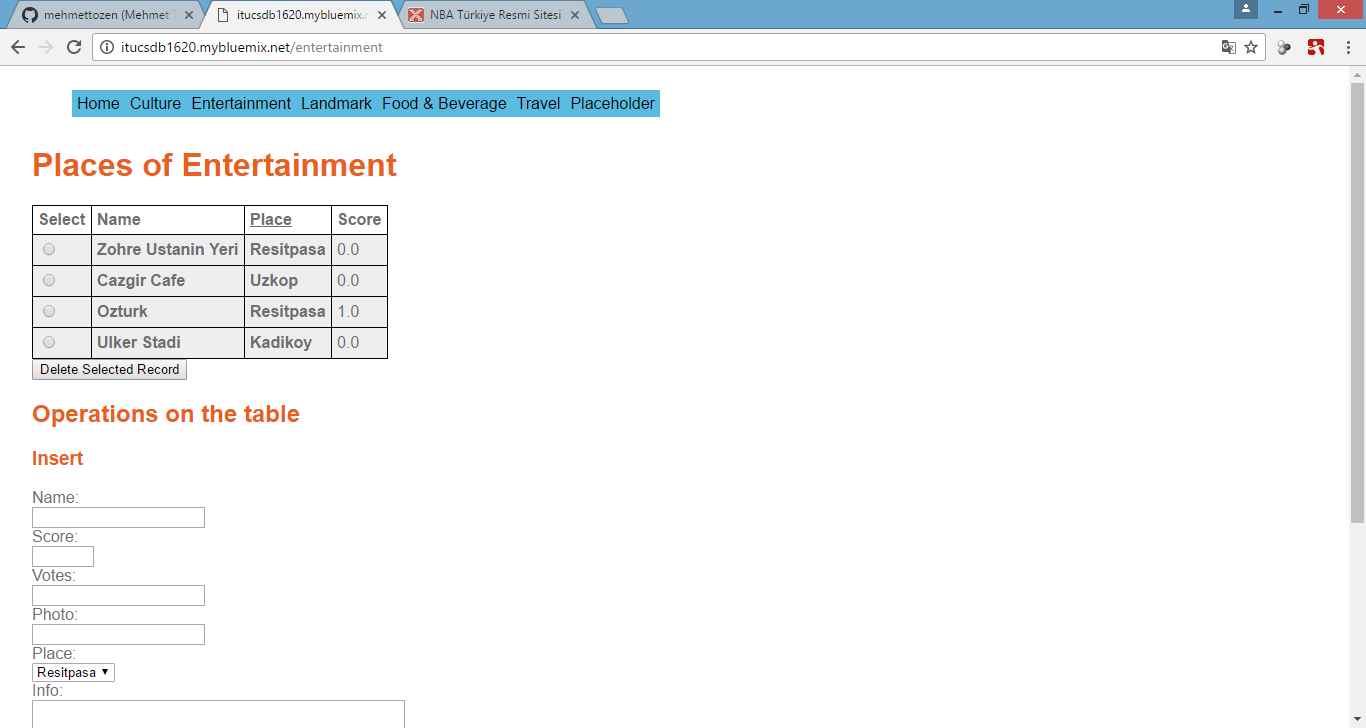 mehmettozen (Mehmet T
itucsdb1620.mybluemix.n
NBA Türkiye Resmi Sitesi
itucsdb1620.mybluemix.net/entertainment
Home Culture Entertainment Landmark Food & Beverage Travel Placeholder
Places of Entertainment
Select Name Place Score
Zohre Ustanin Yeri Resitpasa 0.0
Cazgir Cafe Uzkop 0.0
Ozturk Resitpasa 1.0
Ulker Stadi Kadikoy 0.0
Delete Selected Record
Operations on the table
Insert
Name:
Score:
Votes:
Photo:
Place:
Resitpasa
Info: